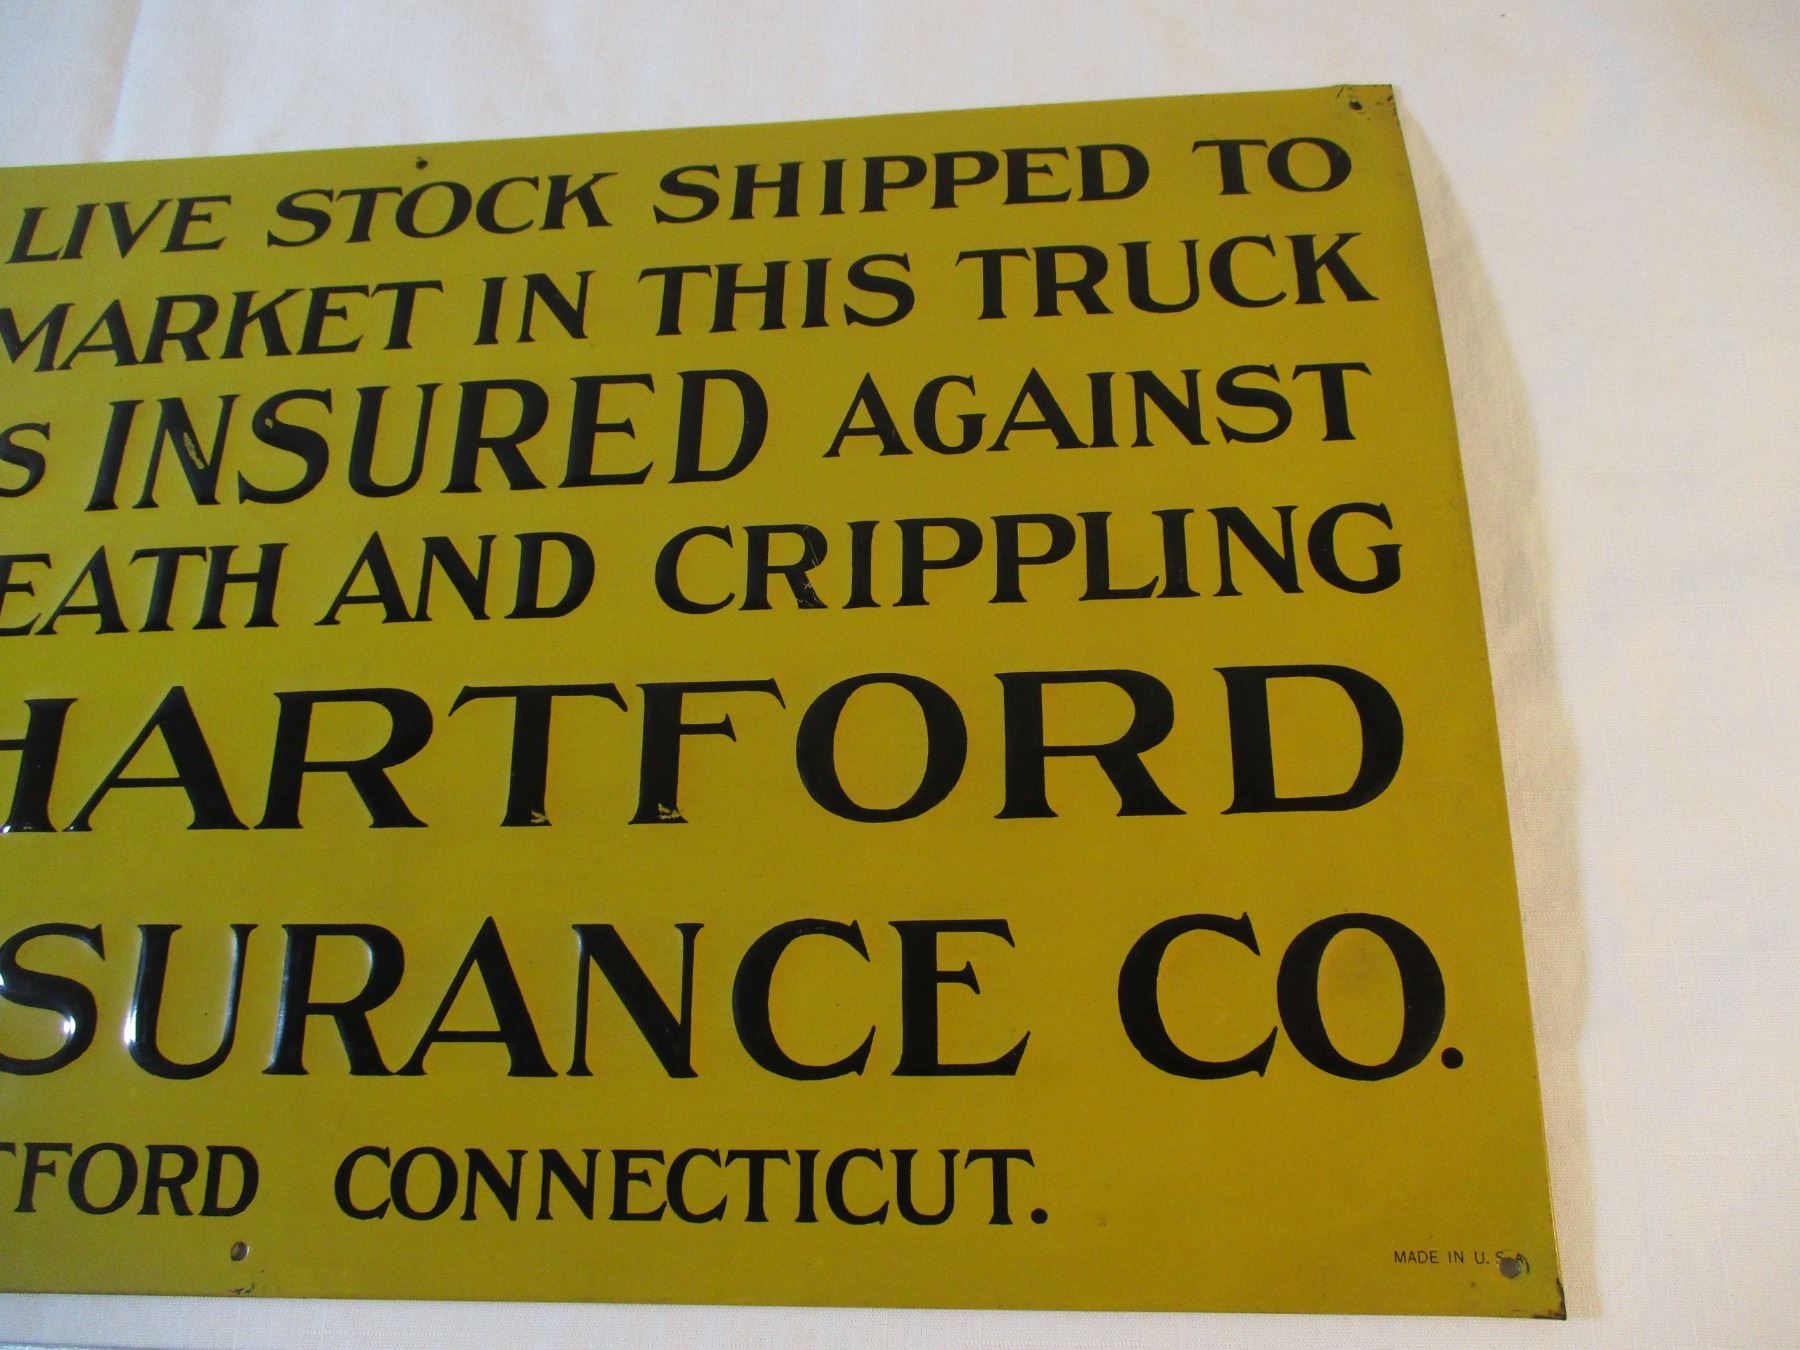 LIVE STOCK SHIPPED TO
MARKET IN THIS TRUCK
S INSURED AGAINST
EATH AND CRIPPLING
HARTFORD
SURANCE CO.
TFORD CONNECTICUT.
MADE IN U.S.A.